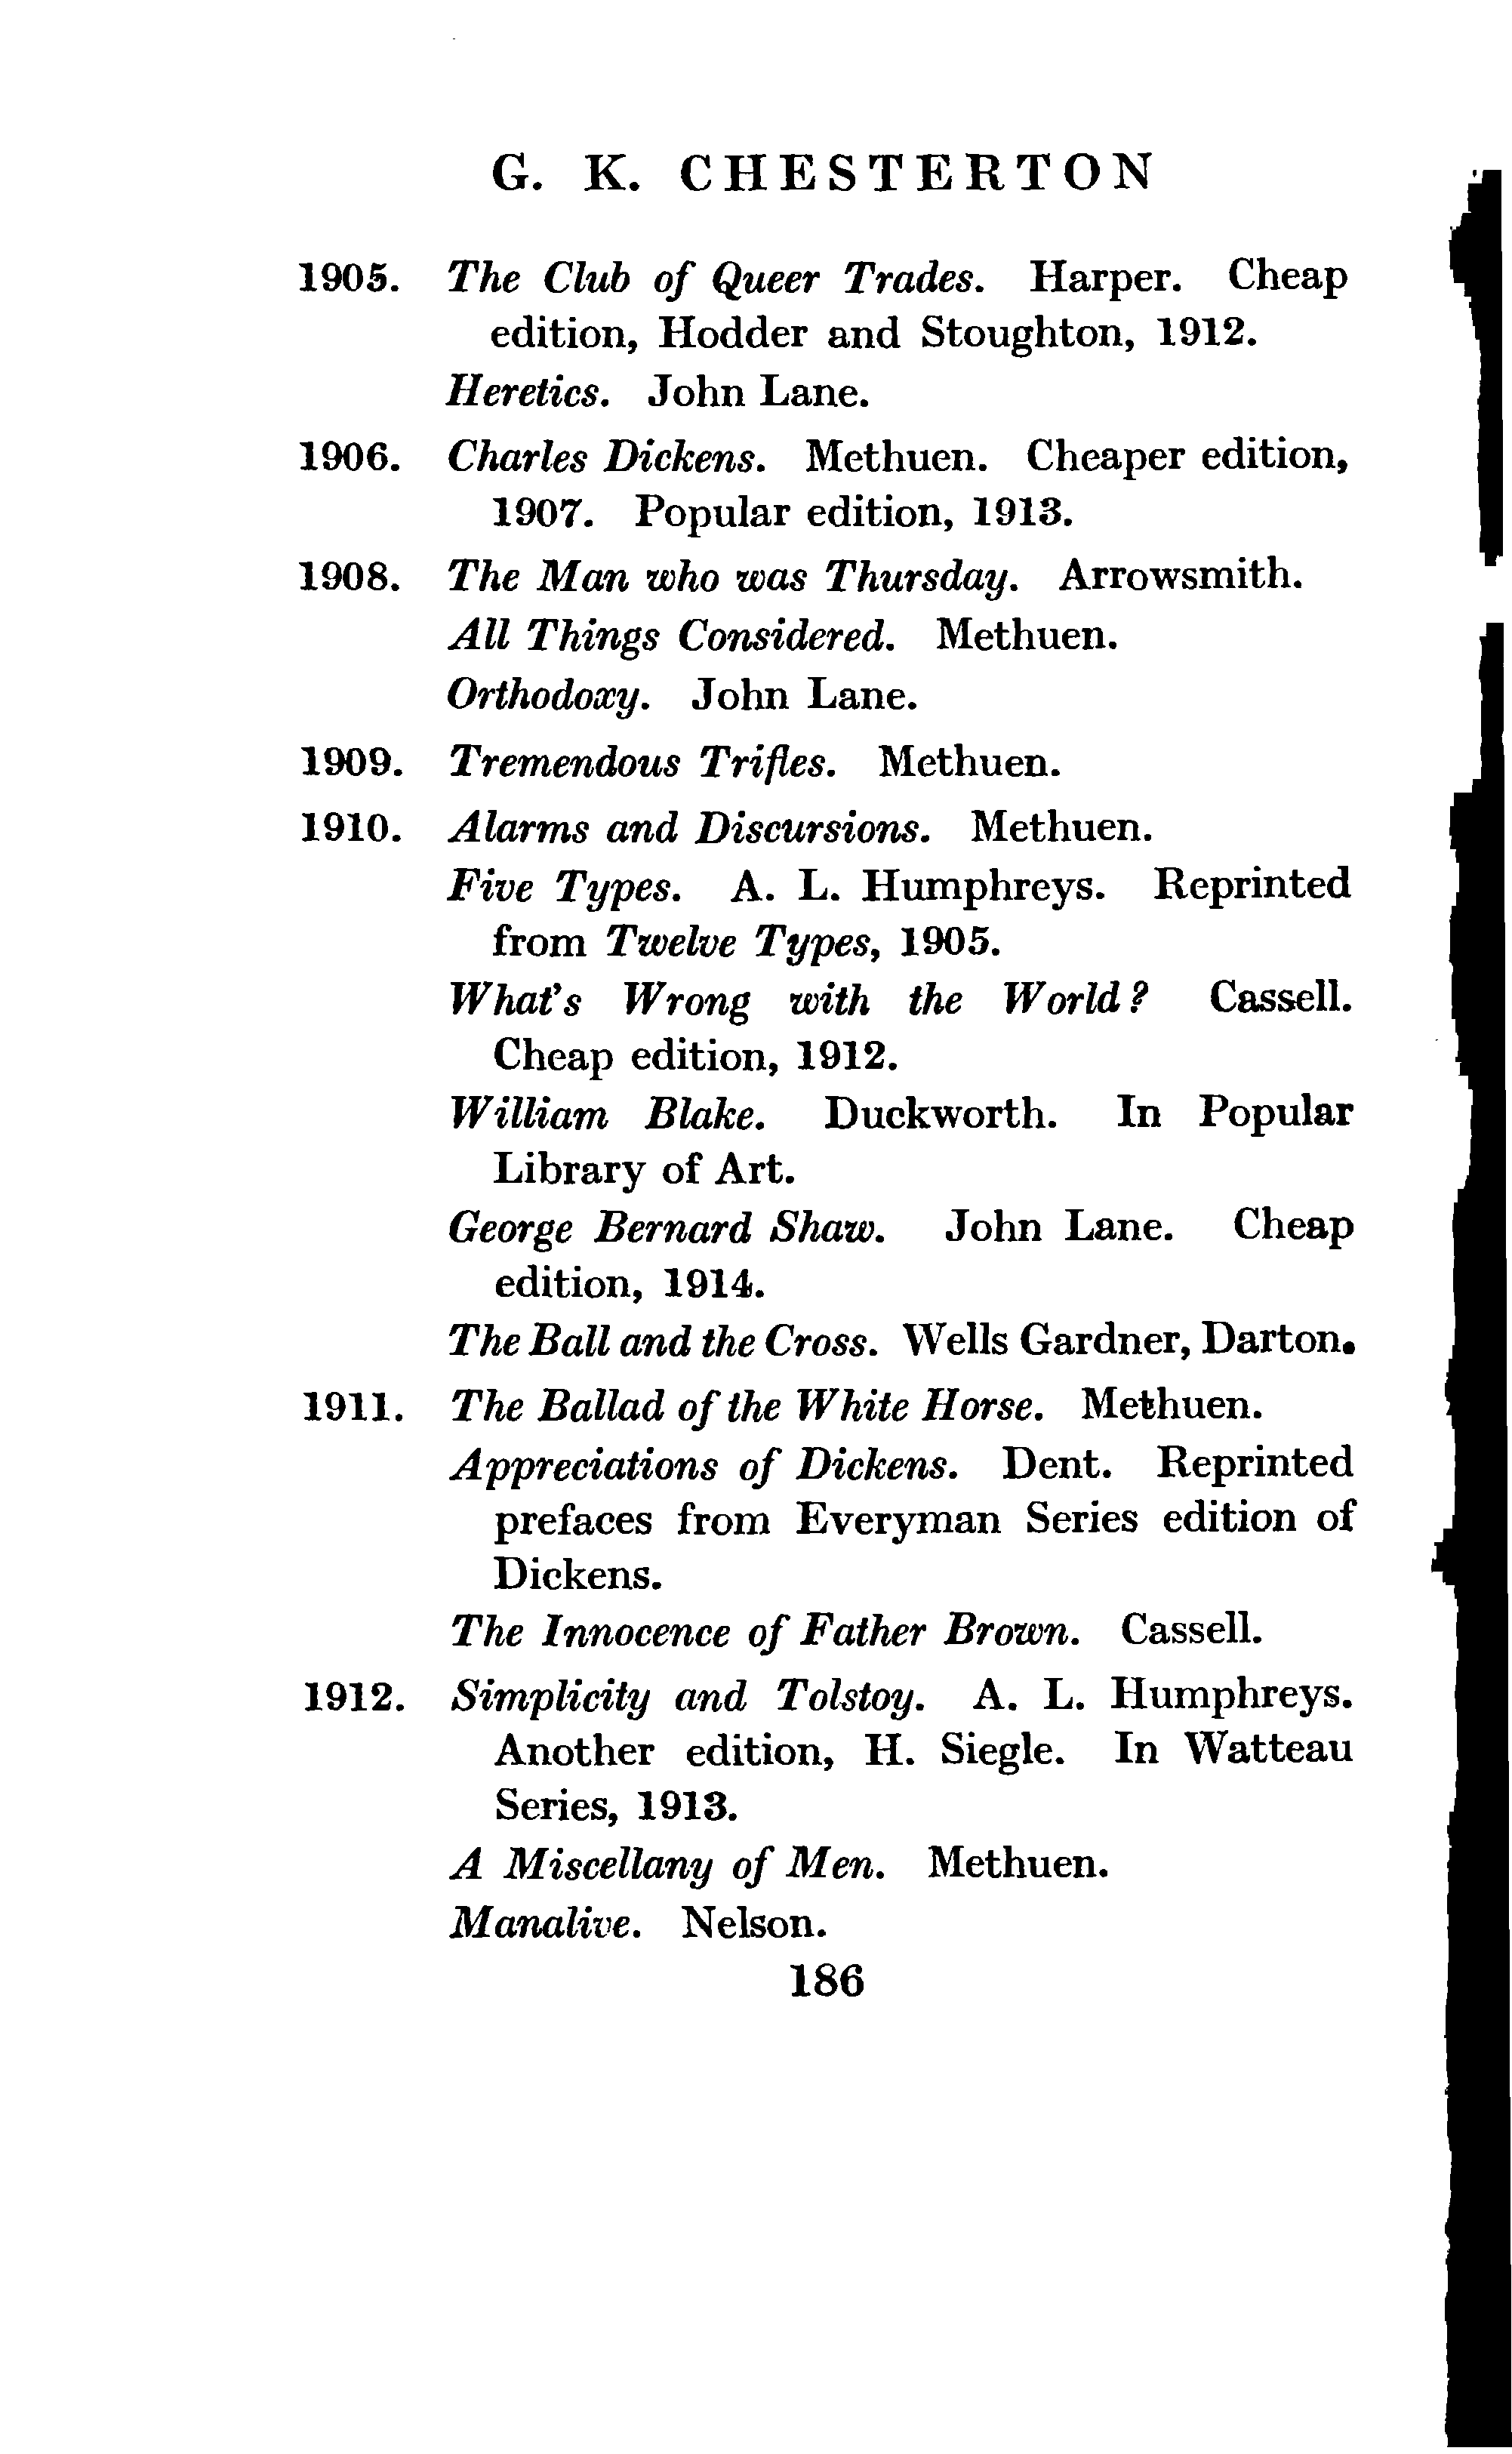 G. K. CHESTERTON
1905. The Club of Queer Trades. Harper. Cheap
edition, Hodder and Stoughton, 1912.
Heretics. John Lane.
1906. Charles Dickens. Methuen. Cheaper edition,
1907. Popular edition, 1913.
1908. The Man who was Thursday. Arrowsmith.
All Things Considered. Methuen.
Orthodoxy. John Lane.
1909. Tremendous Trifles. Methuen.
1910. Alarms and Discursions. Methuen.
Five Types. A. L. Humphreys. Reprinted
from Twelve Types, 1905.
What's Wrong with the World? Cassell.
Cheap edition, 1912.
William Blake. Duckworth. In Popular
Library of Art.
George Bernard Shaw. John Lane. Cheap
edition, 1914.
The Ball and the Cross. Wells Gardner, Darton.
1911. The Ballad of the White Horse. Methuen.
Appreciations of Dickens. Dent. Reprinted
prefaces from Everyman Series edition of
Dickens.
The Innocence of Father Brown. Cassell.
1912. Simplicity and Tolstoy. A. L. Humphreys.
Another edition, H. Siegle. In Watteau
Series, 1913.
A Miscellany of Men. Methuen.
Manalive. Nelson.
186